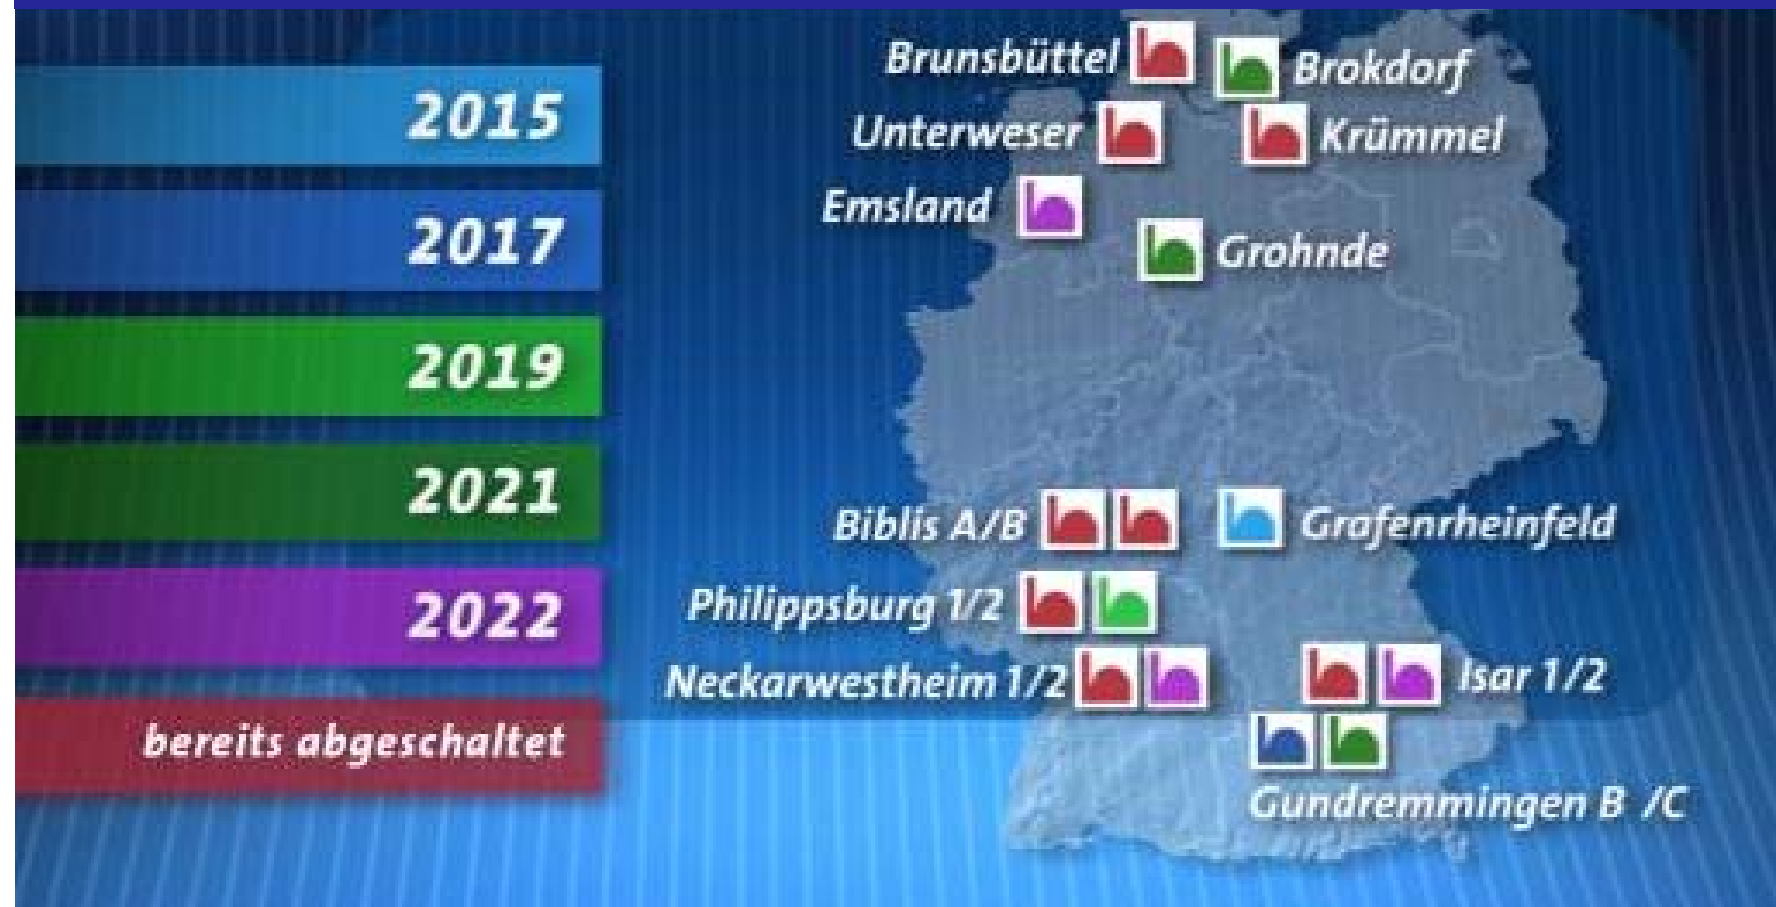 2015
2017
2019
2021
2022
bereits abgeschaltet
Brunsbüttel
Brokdorf
Unterweser
Krümmel
Emsland
Grohnde
Biblis A/B
Grafenrheinfeld
Philippsburg 1/2
Neckarwestheim 1/2
Isar 1/2
Gundremmingen B /C